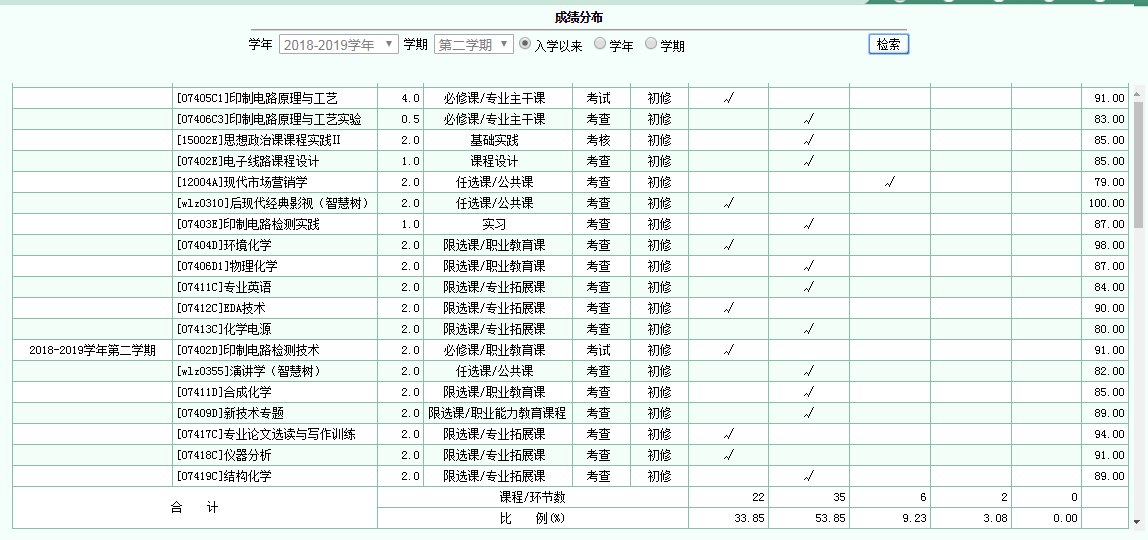 成绩分布
学年 2018-2019学年 学期 第二学期 入学以来 学年 学期 检索
[07405C1]印制电路原理与工艺 4.0 必修课/专业主干课 考试 初修 √ 91.00
[07406C3]印制电路原理与工艺实验 0.5 必修课/专业主干课 考查 初修 √ 83.00
[15002E]思想政治课课程实践Ⅱ 2.0 基础实践 考核 初修 √ 85.00
[07402E]电子线路课程设计 1.0 课程设计 考查 初修 √ 85.00
[12004A]现代市场营销学 2.0 任选课/公共课 考查 初修 √ 79.00
[wlz0310]后现代经典影视（智慧树） 2.0 任选课/公共课 考查 初修 √ 100.00
[07403E]印制电路检测实践 1.0 实习 考查 初修 √ 87.00
[07404D]环境化学 2.0 限选课/职业教育课 考查 初修 √ 98.00
[07406D1]物理化学 2.0 限选课/职业教育课 考查 初修 √ 87.00
[07411C]专业英语 2.0 限选课/专业拓展课 考查 初修 √ 84.00
[07412C]EDA技术 2.0 限选课/专业拓展课 考查 初修 √ 90.00
[07413C]化学电源 2.0 限选课/专业拓展课 考查 初修 √ 80.00
2018-2019学年第二学期 [07402D]印制电路检测技术 2.0 必修课/职业教育课 考试 初修 √ 91.00
[wlz0355]演讲学（智慧树） 2.0 任选课/公共课 考查 初修 √ 82.00
[07411D]合成化学 2.0 限选课/职业教育课 考查 初修 √ 85.00
[07409D]新技术专题 2.0 限选课/职业能力教育课程 考查 初修 √ 89.00
[07417C]专业论文选读与写作训练 2.0 限选课/专业拓展课 考查 初修 √ 94.00
[07418C]仪器分析 2.0 限选课/专业拓展课 考查 初修 √ 91.00
[07419C]结构化学 2.0 限选课/专业拓展课 考查 初修 √ 89.00
合 计 课程/环节数 22 35 6 2 0
比 例(%) 33.85 53.85 9.23 3.08 0.00